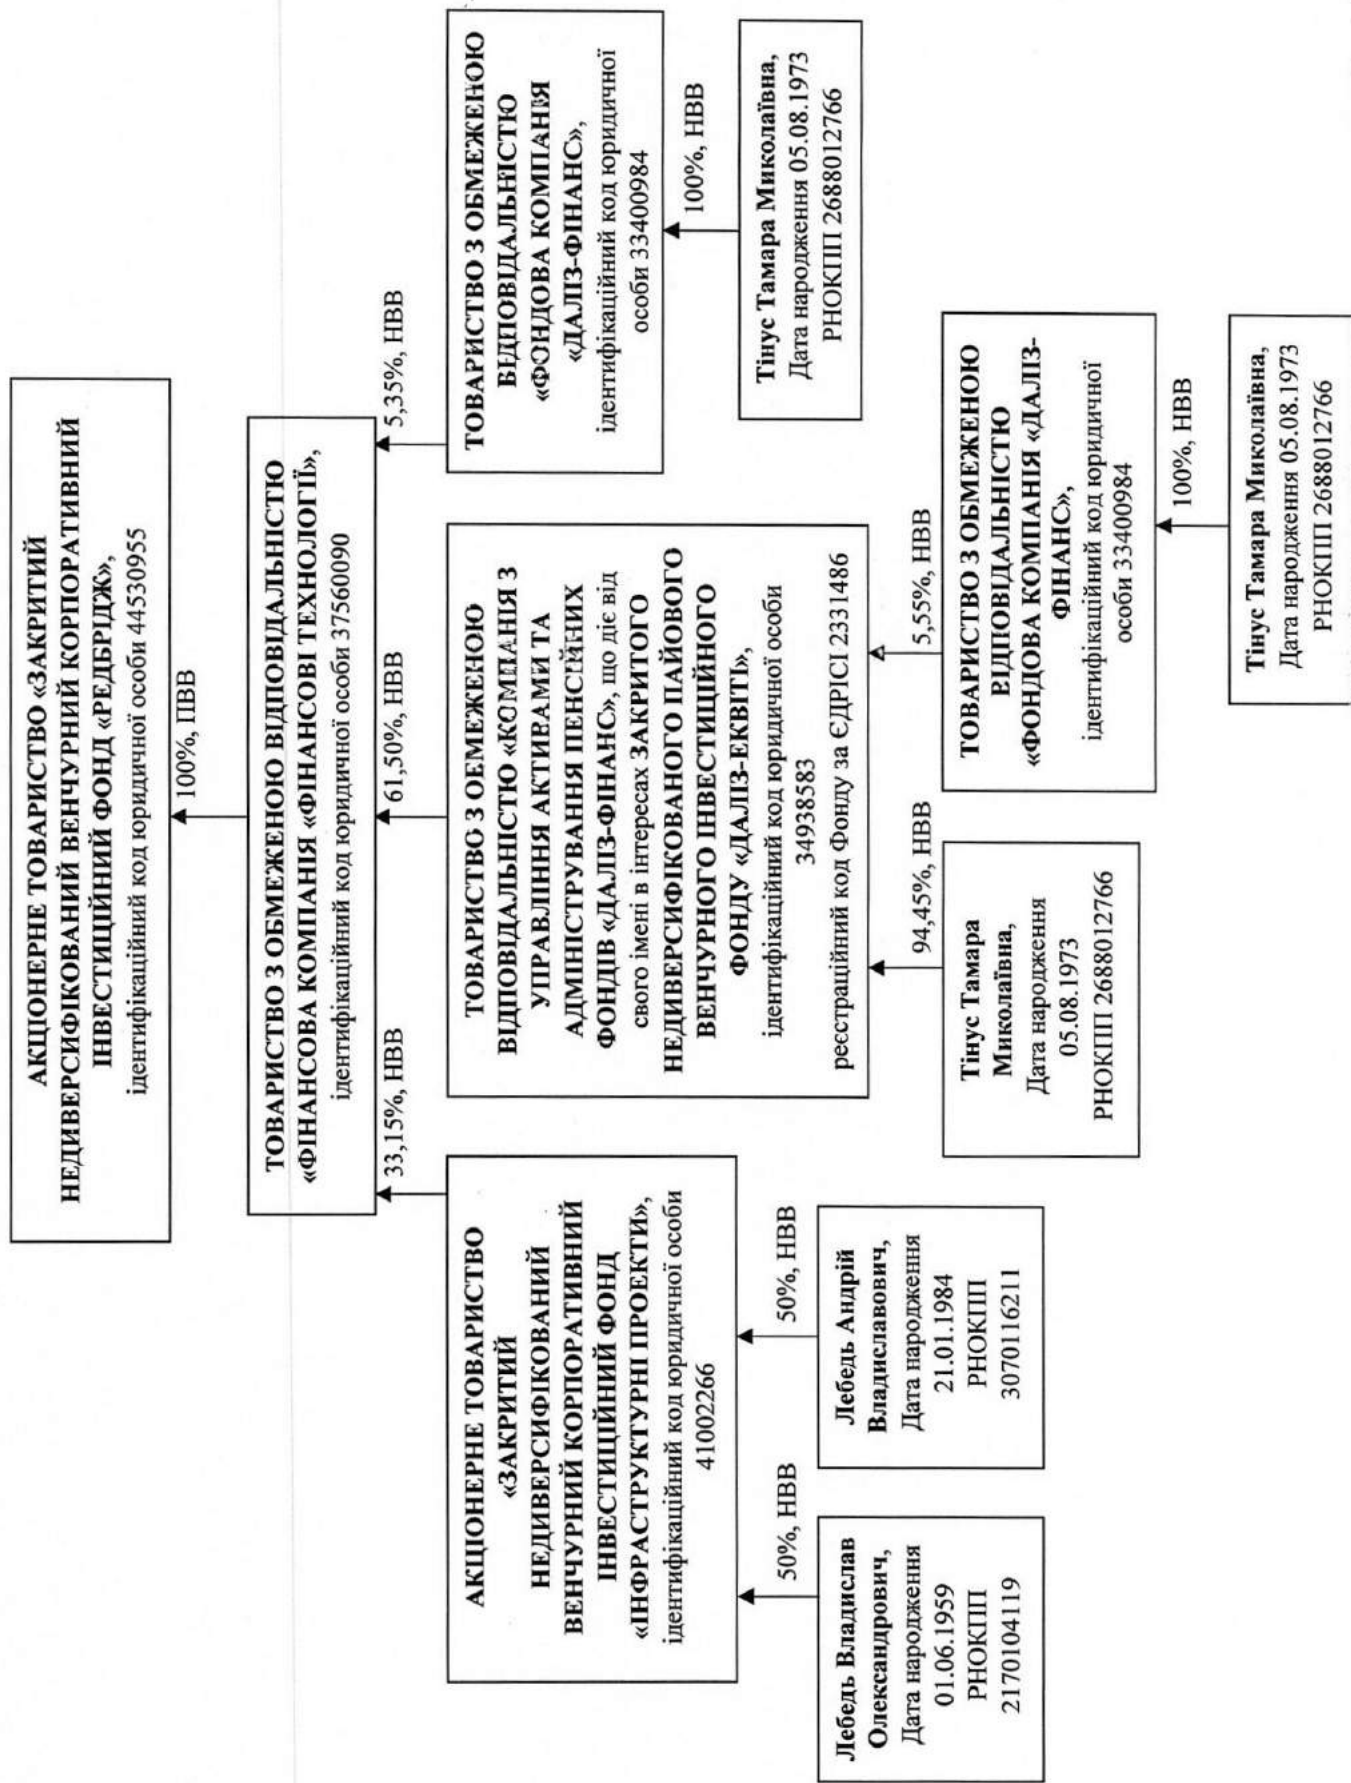 АКЦІОНЕРНЕ ТОВАРИСТВО «ЗАКРИТИЙ
НЕДИВЕРСИФІКОВАНИЙ ВЕНЧУРНИЙ КОРПОРАТИВНИЙ
ІНВЕСТИЦІЙНИЙ ФОНД «РЕДБРІДЖ»,
ідентифікаційний код юридичної особи 44530955
100%, ПВВ
ТОВАРИСТВО З ОБМЕЖЕНОЮ ВІДПОВІДАЛЬНІСТЮ
«ФІНАНСОВА КОМПАНІЯ «ФІНАНСОВІ ТЕХНОЛОГІЇ»,
ідентифікаційний код юридичної особи 37560090
33,15%, НВВ
61,50%, НВВ
5,35%, НВВ
АКЦІОНЕРНЕ ТОВАРИСТВО
«ЗАКРИТИЙ
НЕДИВЕРСИФІКОВАНИЙ
ВЕНЧУРНИЙ КОРПОРАТИВНИЙ
ІНВЕСТИЦІЙНИЙ ФОНД
«ІНФРАСТРУКТУРНІ ПРОЕКТИ»,
ідентифікаційний код юридичної особи
41002266
ТОВАРИСТВО З ОБМЕЖЕНОЮ
ВІДПОВІДАЛЬНІСТЮ «КОМПАНІЯ З
УПРАВЛІННЯ АКТИВАМИ ТА
АДМІНІСТРУВАННЯ ПЕНСІЙНИХ
ФОНДІВ «ДАЛІЗ-ФІНАНС», що діє від
свого імені в інтересах ЗАКРИТОГО
НЕДИВЕРСИФІКОВАНОГО ПАЙОВОГО
ВЕНЧУРНОГО ІНВЕСТИЦІЙНОГО
ФОНДУ «ДАЛІЗ-ЕКВІТІ»,
ідентифікаційний код юридичної особи
34938583
реєстраційний код Фонду за ЄДРІСІ 2331486
ТОВАРИСТВО З ОБМЕЖЕНОЮ
ВІДПОВІДАЛЬНІСТЮ
«ФОНДОВА КОМПАНІЯ
«ДАЛІЗ-ФІНАНС»,
ідентифікаційний код юридичної
особи 33400984
50%, НВВ
50%, НВВ
94,45%, НВВ
5,55%, НВВ
100%, НВВ
Лебедь Владислав
Олександрович,
Дата народження
01.06.1959
РНОКПП
2170104119
Лебедь Андрій
Владиславович,
Дата народження
21.01.1984
РНОКПП
3070116211
Тінус Тамара
Миколаївна,
Дата народження
05.08.1973
РНОКПП 2688012766
ТОВАРИСТВО З ОБМЕЖЕНОЮ
ВІДПОВІДАЛЬНІСТЮ
«ФОНДОВА КОМПАНІЯ «ДАЛІЗ-
ФІНАНС»,
ідентифікаційний код юридичної
особи 33400984
Тінус Тамара Миколаївна,
Дата народження 05.08.1973
РНОКПП 2688012766
100%, НВВ
Тінус Тамара Миколаївна,
Дата народження 05.08.1973
РНОКПП 2688012766